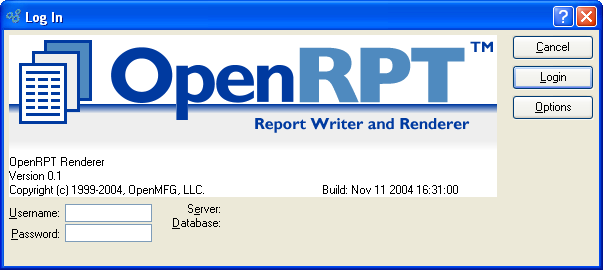 Log In
OpenRPT™
Report Writer and Renderer
OpenRPT Renderer
Version 0.1
Copyright (c) 1999-2004, OpenMFG, LLC. Build: Nov 11 2004 16:31:00
Username: Server:
Password: Database:
Cancel
Login
Options